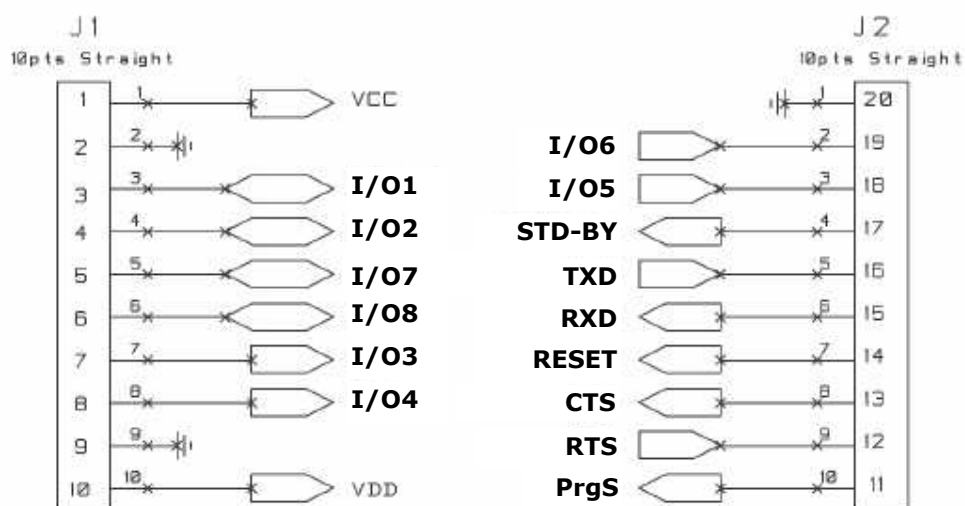 J1 J2
10pts Straight 10pts Straight
1 1 VCC 1 20
2 2 I/O6 2 19
3 3 I/O1 I/O5 3 18
4 4 I/O2 STD-BY 4 17
5 5 I/O7 TXD 5 16
6 6 I/O8 RXD 6 15
7 7 I/O3 RESET 7 14
8 8 I/O4 CTS 8 13
9 9 RTS 9 12
10 10 VDD PrgS 10 11